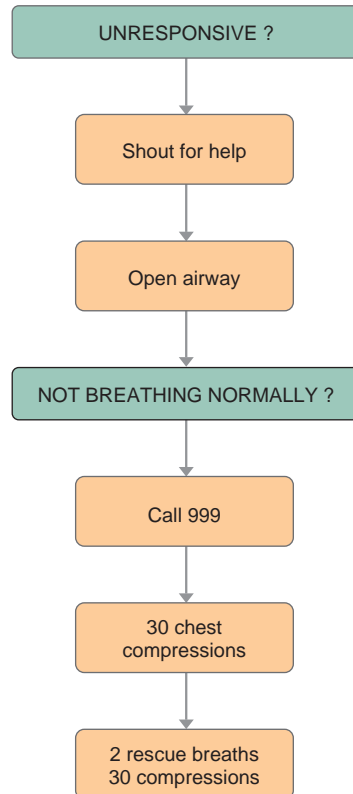 UNRESPONSIVE ?
Shout for help
Open airway
NOT BREATHING NORMALLY ?
Call 999
30 chest
compressions
2 rescue breaths
30 compressions